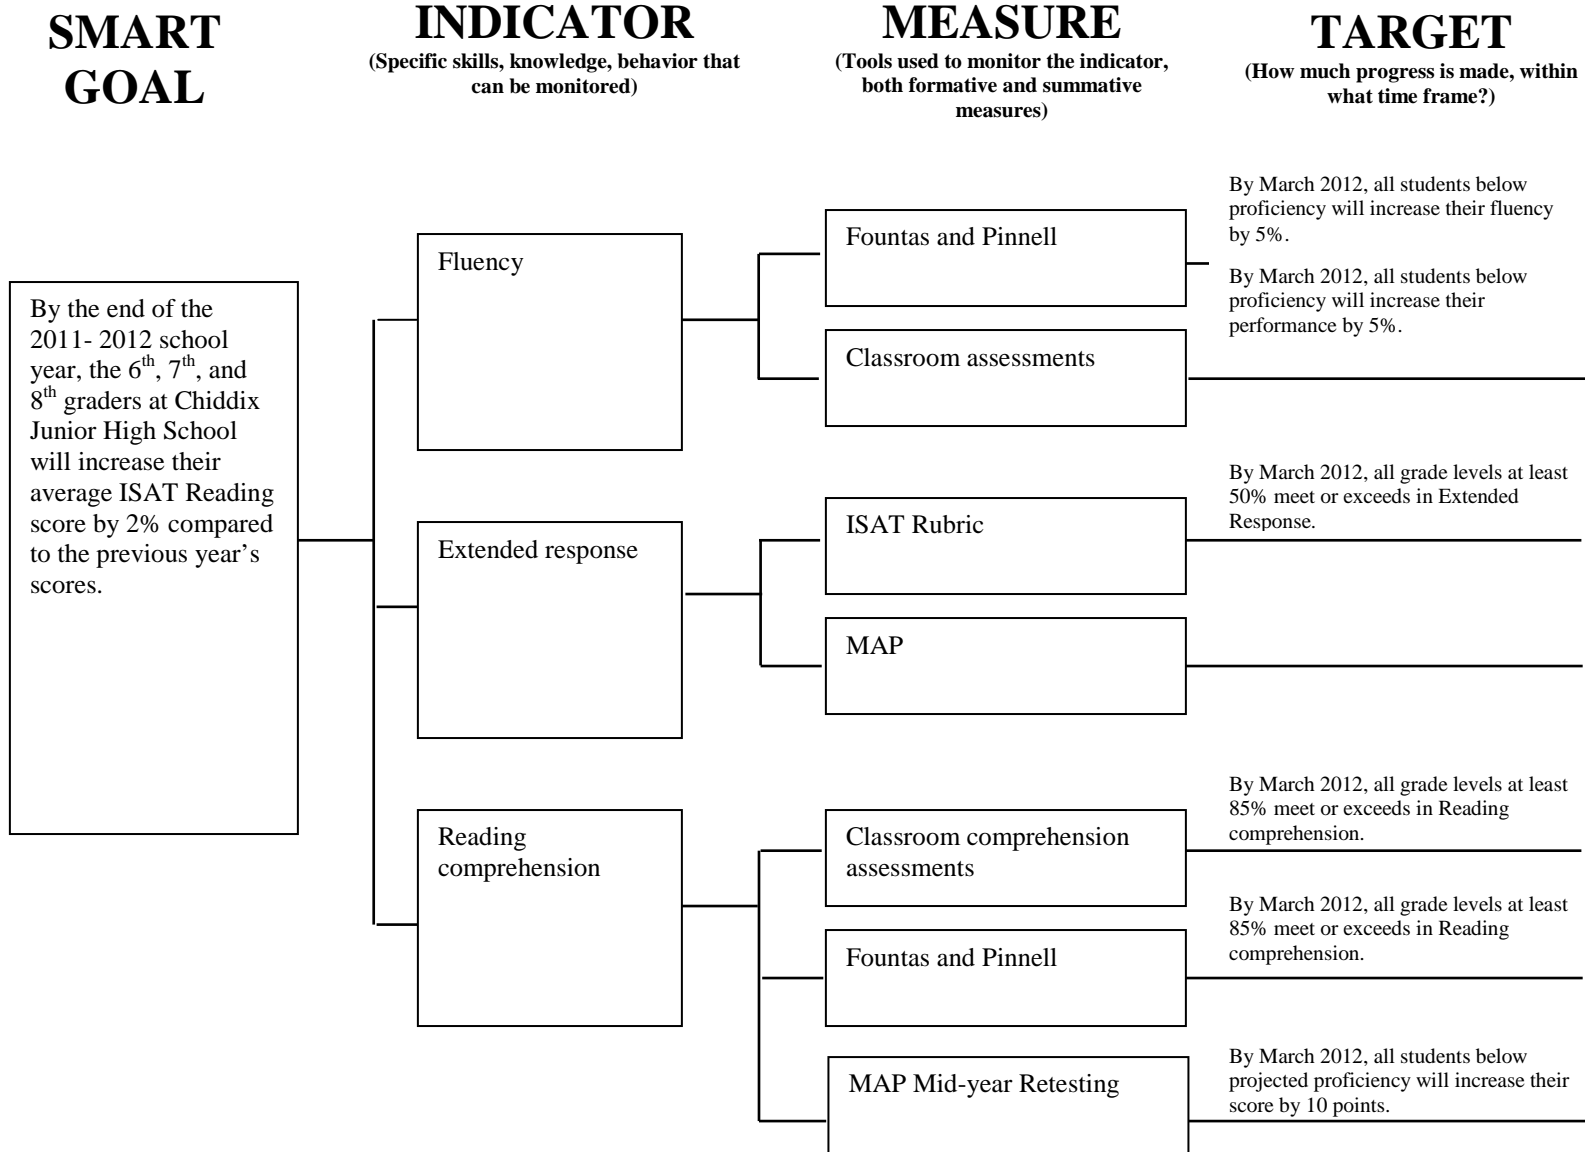 SMART
GOAL
INDICATOR
(Specific skills, knowledge, behavior that
can be monitored)
MEASURE
(Tools used to monitor the indicator,
both formative and summative
measures)
TARGET
(How much progress is made, within
what time frame?)
By the end of the
2011- 2012 school
year, the 6th, 7th, and
8th graders at Chiddix
Junior High School
will increase their
average ISAT Reading
score by 2% compared
to the previous year’s
scores.
Fluency
Fountas and Pinnell
By March 2012, all students below
proficiency will increase their fluency
by 5%.
Classroom assessments
By March 2012, all students below
proficiency will increase their
performance by 5%.
Extended response
ISAT Rubric
By March 2012, all grade levels at least
50% meet or exceeds in Extended
Response.
MAP
Reading
comprehension
Classroom comprehension
assessments
By March 2012, all grade levels at least
85% meet or exceeds in Reading
comprehension.
Fountas and Pinnell
By March 2012, all grade levels at least
85% meet or exceeds in Reading
comprehension.
MAP Mid-year Retesting
By March 2012, all students below
projected proficiency will increase their
score by 10 points.